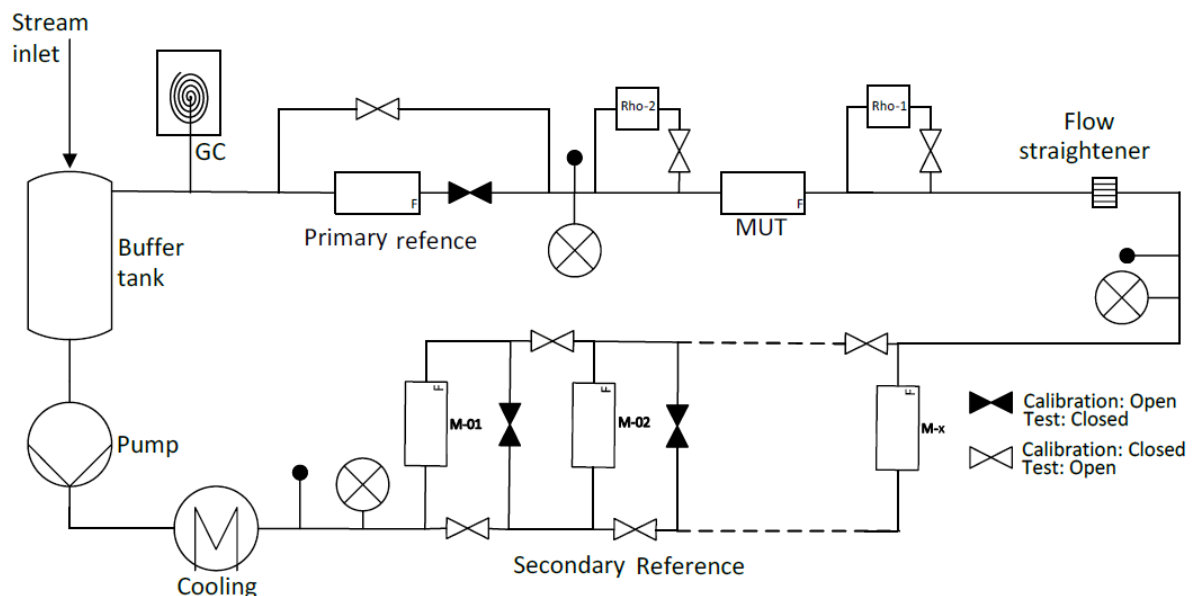 Stream
inlet
GC
Rho-2
Rho-1
Flow
straightener
F
Primary refence
F
MUT
Buffer
tank
F
M-01
F
M-02
F
M-x
Calibration: Open
Test: Closed
Calibration: Closed
Test: Open
Pump
Secondary Reference
Cooling